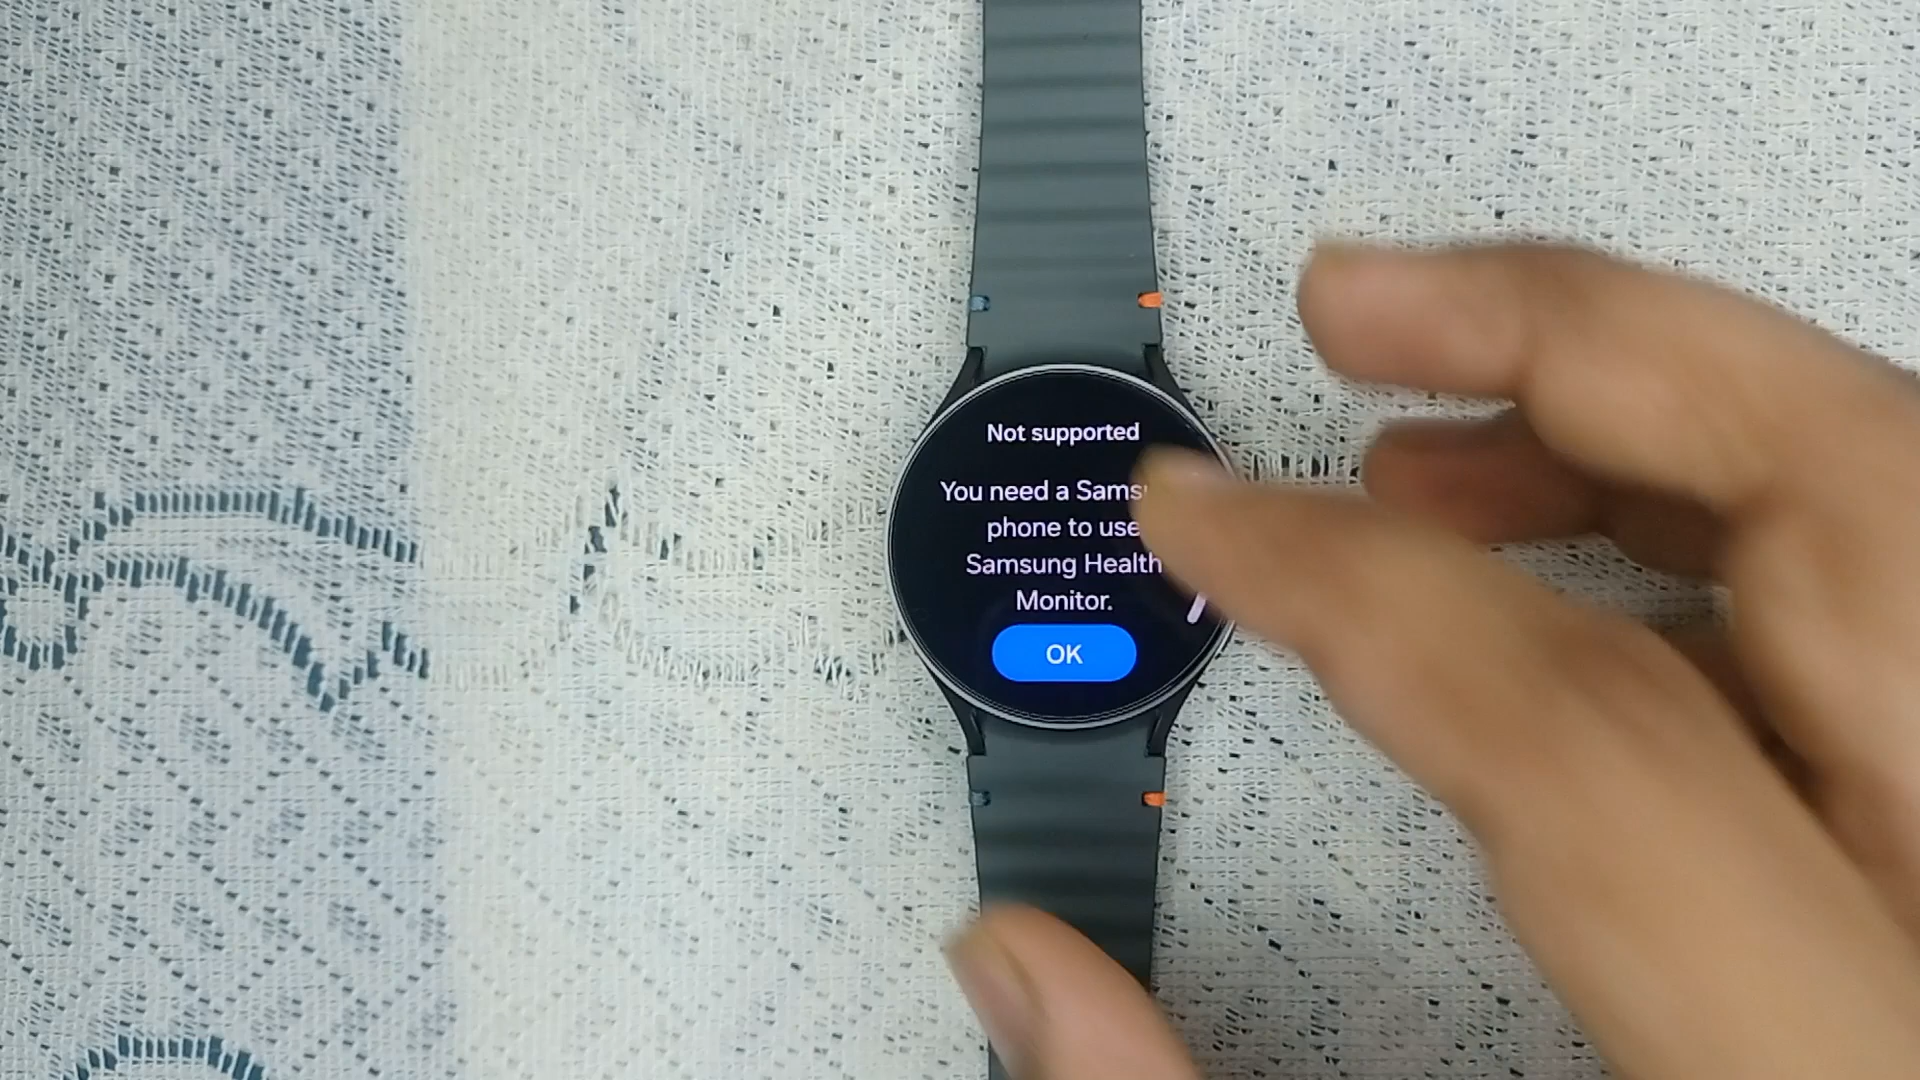 Not supported
You need a
phone to use
Samsung Health
Monitor.
OK